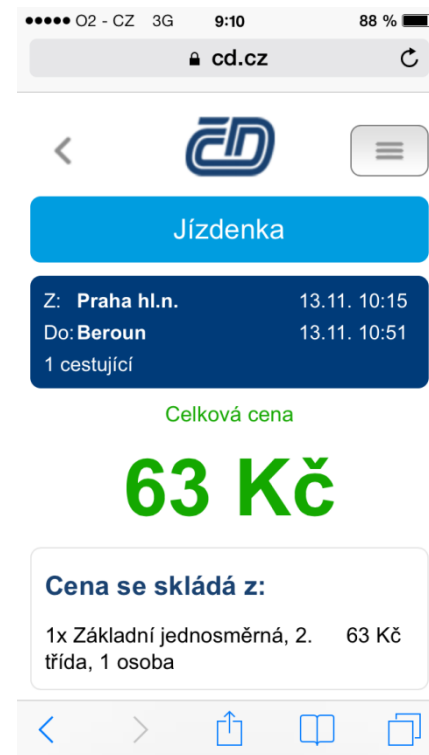 O2 - CZ 3G 9:10 88 %
cd.cz
ČD
Jízdenka
Z: Praha hl.n. 13.11. 10:15
Do: Beroun 13.11. 10:51
1 cestující
Celková cena
63 Kč
Cena se skládá z:
1x Základní jednosměrná, 2. 63 Kč
třída, 1 osoba